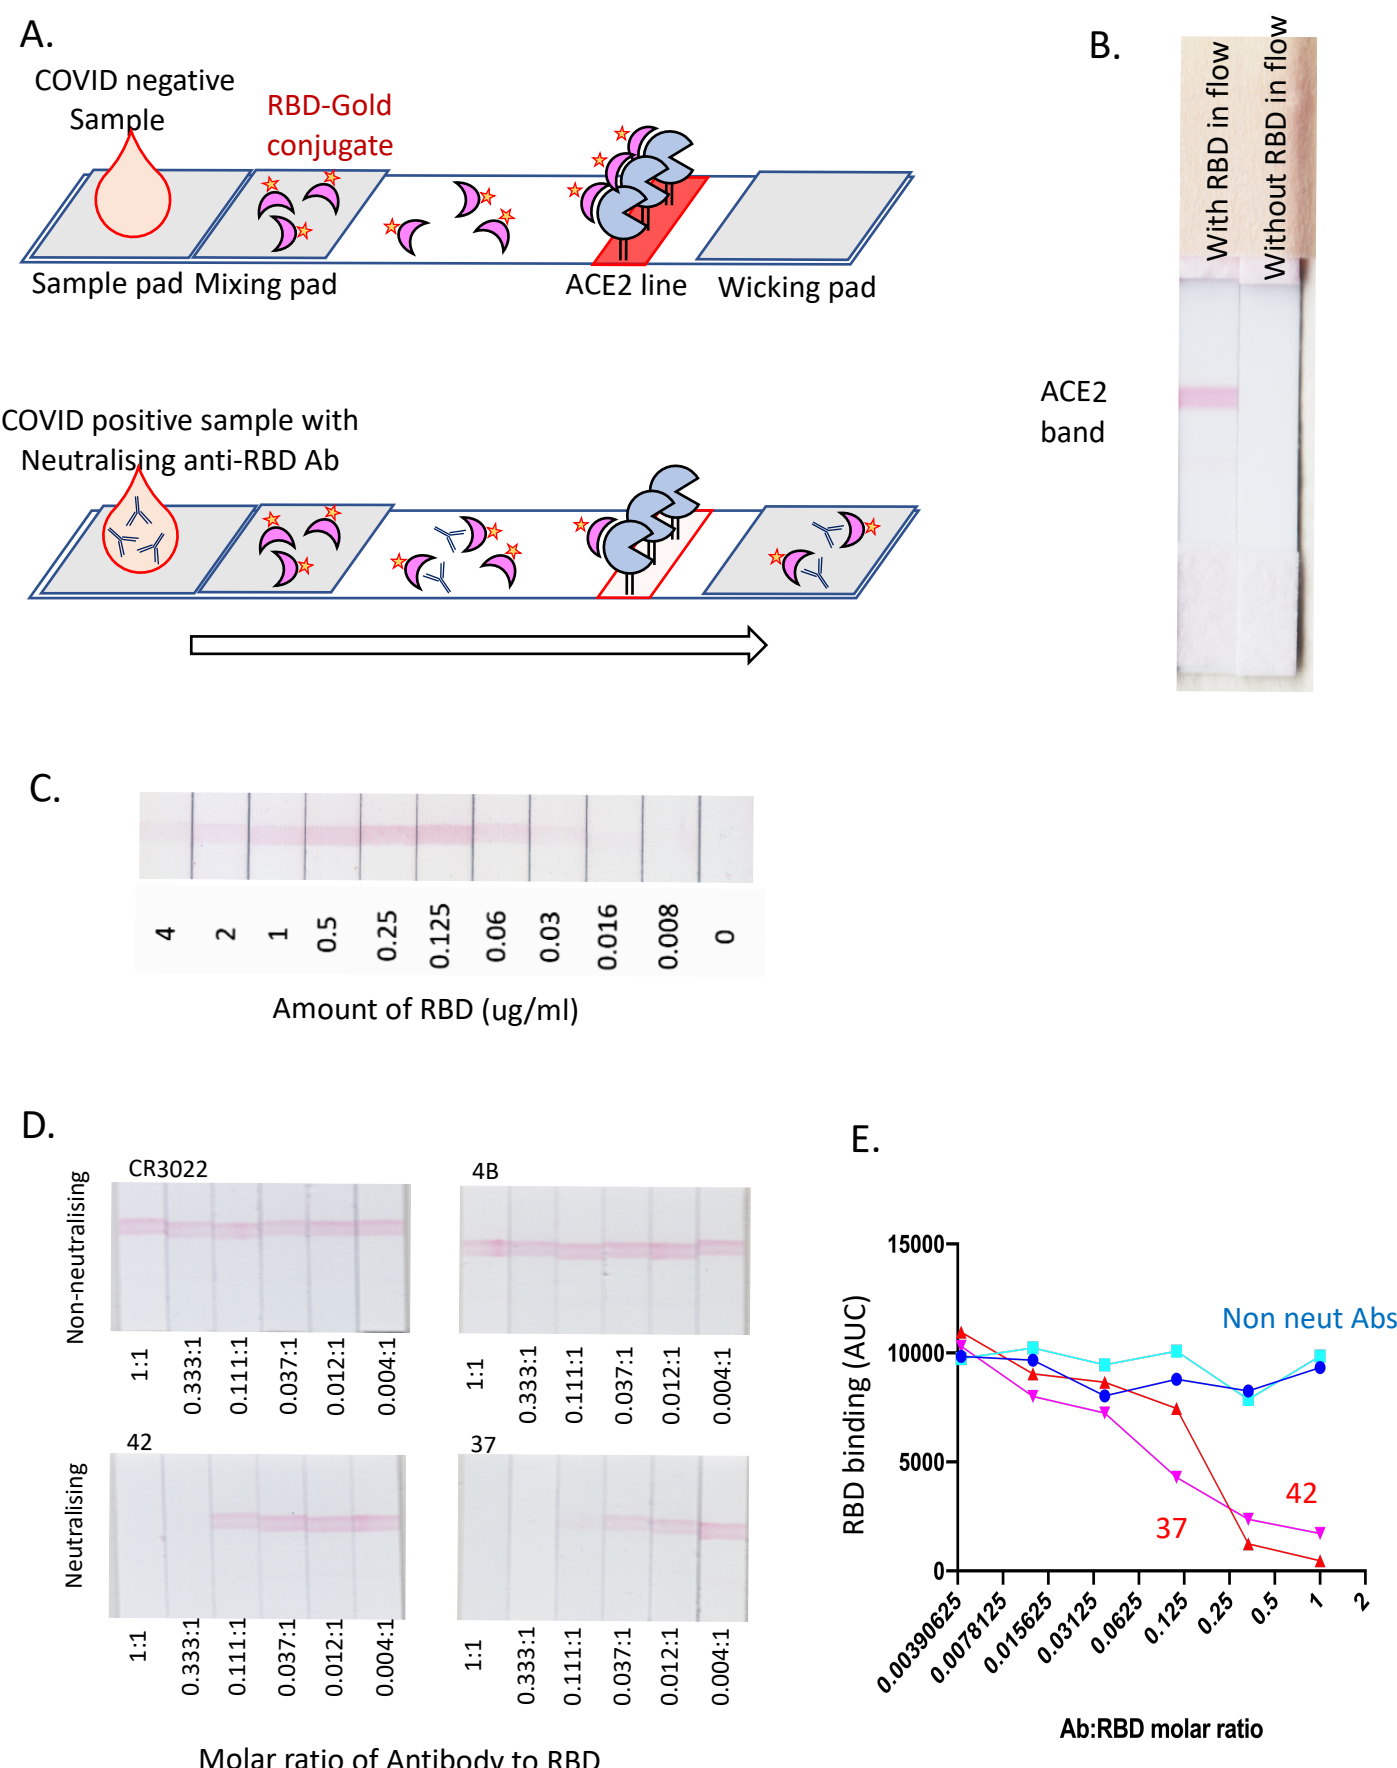 A.
COVID negative
Sample
RBD-Gold
conjugate
Sample pad
Mixing pad
ACE2 line
Wicking pad
COVID positive sample with
Neutralising anti-RBD Ab
B.
With RBD in flow
Without RBD in flow
ACE2
band
C.
4
2
1
0.5
0.25
0.125
0.06
0.03
0.016
0.008
0
Amount of RBD (ug/ml)
D.
Non-neutralising
CR3022
1:1
0.333:1
0.111:1
0.037:1
0.012:1
0.004:1
4B
1:1
0.333:1
0.111:1
0.037:1
0.012:1
0.004:1
Neutralising
42
1:1
0.333:1
0.111:1
0.037:1
0.012:1
0.004:1
37
1:1
0.333:1
0.111:1
0.037:1
0.012:1
0.004:1
Molar ratio of Antibody to RBD
E.
RBD binding (AUC)
15000
10000
5000
0
Non neut Abs
42
37
0.00390625
0.0078125
0.015625
0.03125
0.0625
0.125
0.25
0.5
1
2
Ab:RBD molar ratio